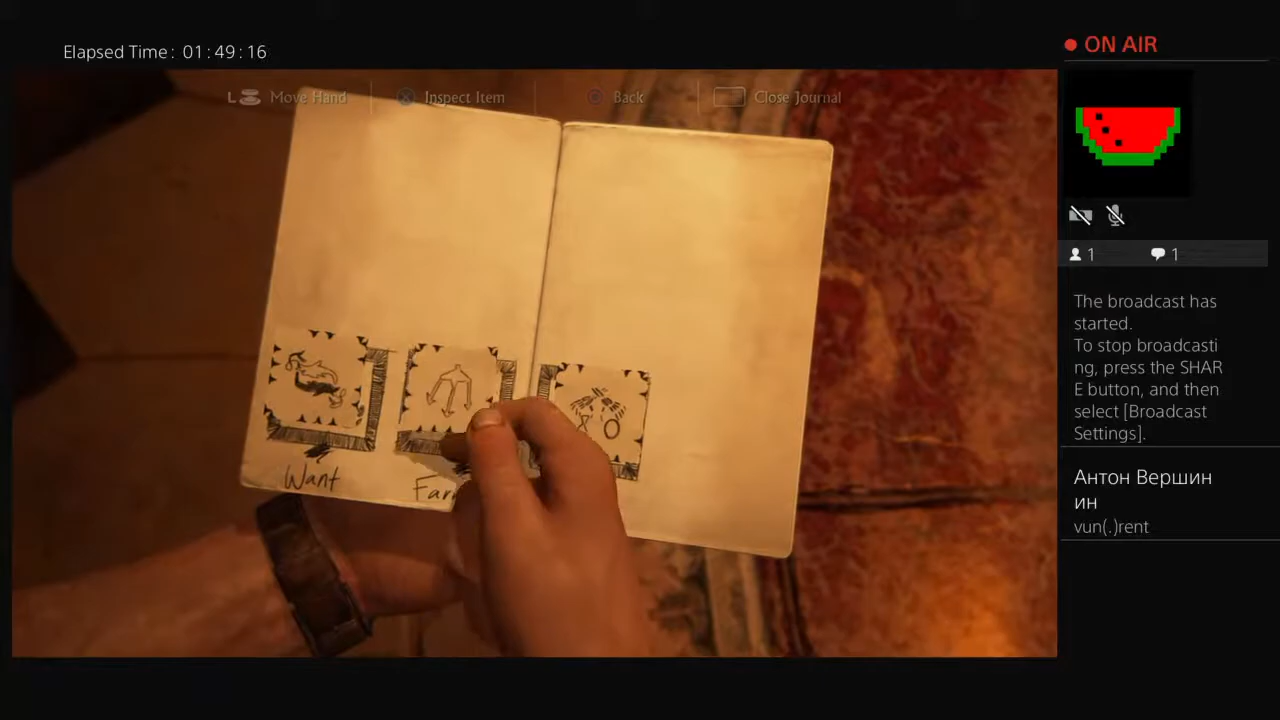 Elapsed Time: 01:49:16
ON AIR
L Move Hand
Inspect Item
Back
Close Journal
1
1
The broadcast has
started.
To stop broadcasti
ng, press the SHAR
E button, and then
select [Broadcast
Settings].
Антон Вершин
ин
vun(.)rent
Want